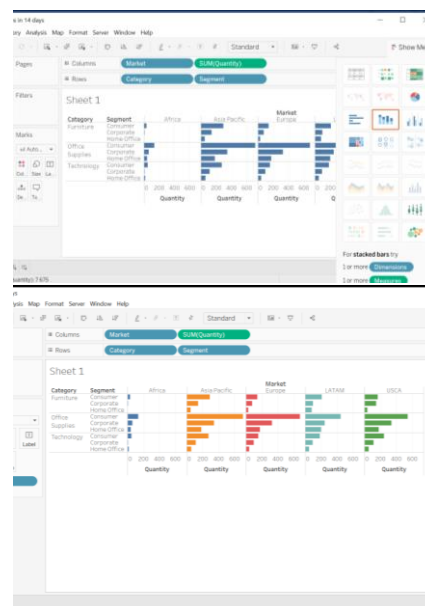 s in 14 days
ory Analysis Map Format Server Window Help
Standard
Show Me
Pages
Columns Market SUM(Quantity)
Rows Category Segment
Filters
Sheet 1
Market
Category Segment Africa Asia Pacific Europe
Furniture Consumer
Corporate
Home Office
Marks
Office Consumer
Supplies Corporate
Home Office
Technology Consumer
Corporate
Home Office
0 200 400 600 0 200 400 600 0 200 400 600 0 200
Quantity Quantity Quantity
For stacked bars try
1 or more Dimensions
1 or more Measures
ysis Map Format Server Window Help
Standard
Columns Market SUM(Quantity)
Rows Category Segment
Sheet 1
Market
Category Segment Africa Asia Pacific Europe LATAM USCA
Furniture Consumer
Corporate
Home Office
Office Consumer
Supplies Corporate
Home Office
Technology Consumer
Corporate
Home Office
Label
0 200 400 600 0 200 400 600 0 200 400 600 0 200 400 600 0 200 400 600
Quantity Quantity Quantity Quantity Quantity